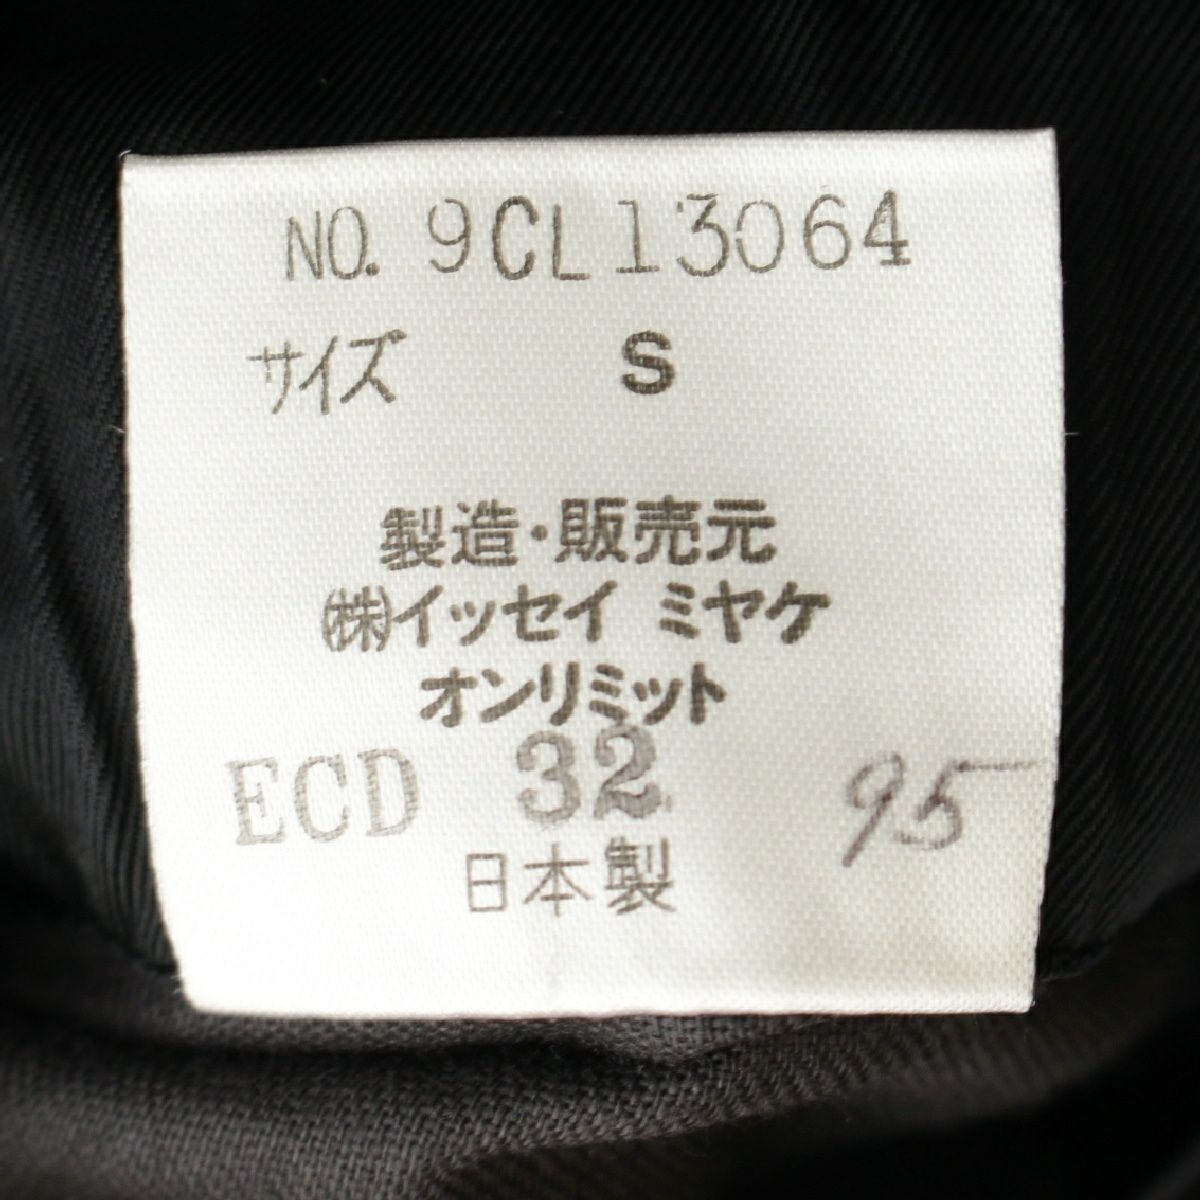 NO. 9CL13064
サイズ S
製造・販売元
㈱イッセイ ミヤケ
オンリミット
ECD 32 95
日本製